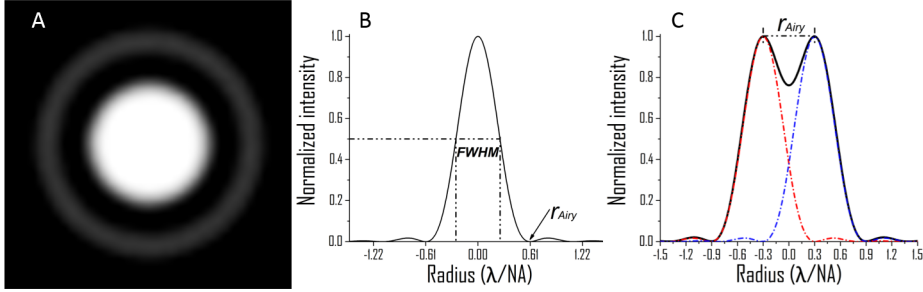 A
B
C
Normalized intensity
1.0
0.8
0.6
0.4
0.2
0.0
FWHM
rAiry
-1.22
-0.61
0.00
0.61
1.22
Radius (λ/NA)
rAiry
Normalized intensity
1.0
0.8
0.6
0.4
0.2
0.0
-1.5 -1.2 -0.9 -0.6 -0.3 0.0 0.3 0.6 0.9 1.2 1.5
Radius (λ/NA)